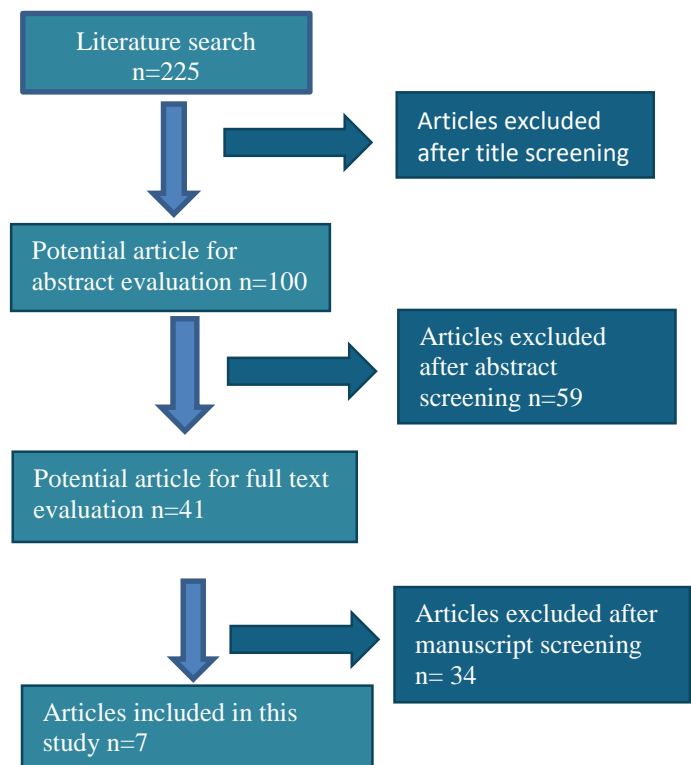 Literature search
n=225
Articles excluded
after title screening
Potential article for
abstract evaluation n=100
Articles excluded
after abstract
screening n=59
Potential article for full text
evaluation n=41
Articles excluded after
manuscript screening
n= 34
Articles included in this
study n=7